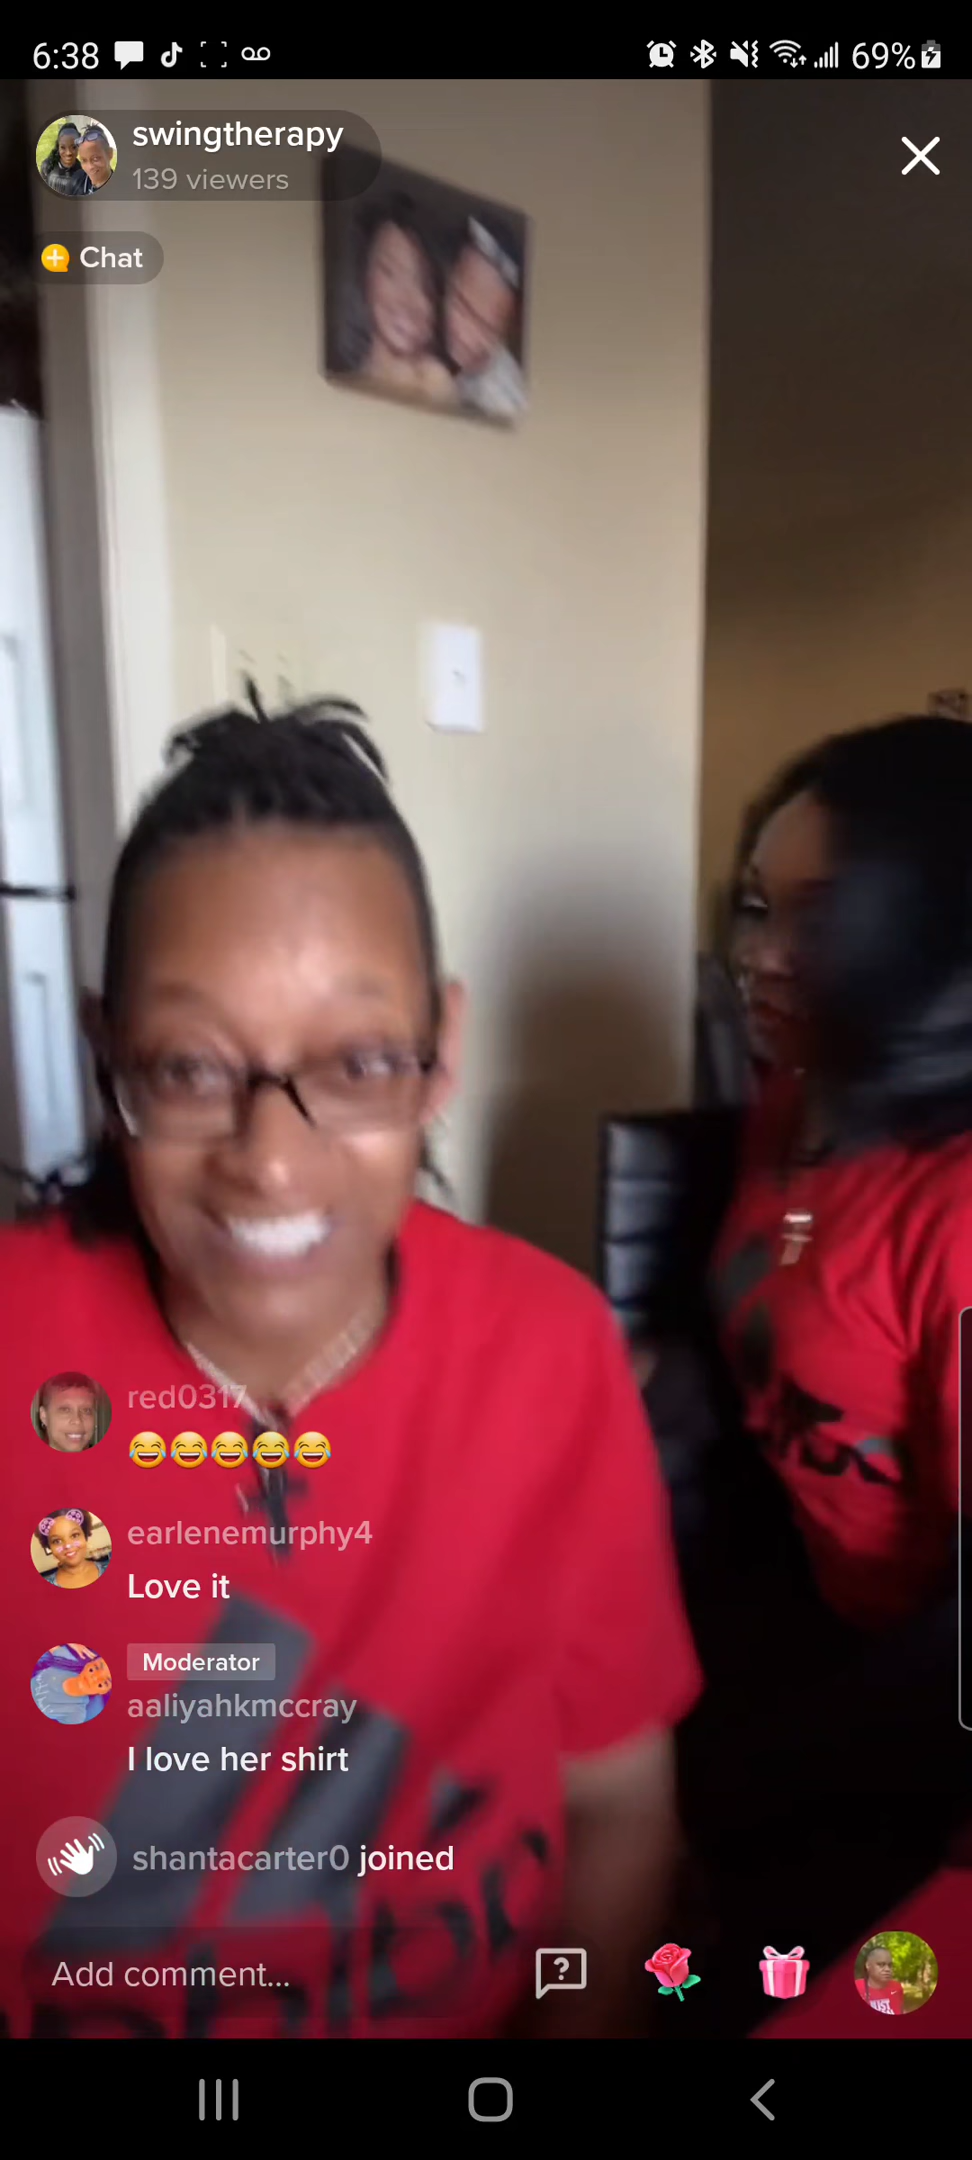 6:38
69%
swingtherapy
139 viewers
Chat
red0317
😂😂😂😂😂
earlenemurphy4
Love it
Moderator
aaliyahkmccray
I love her shirt
shantacarter0 joined
Add comment...